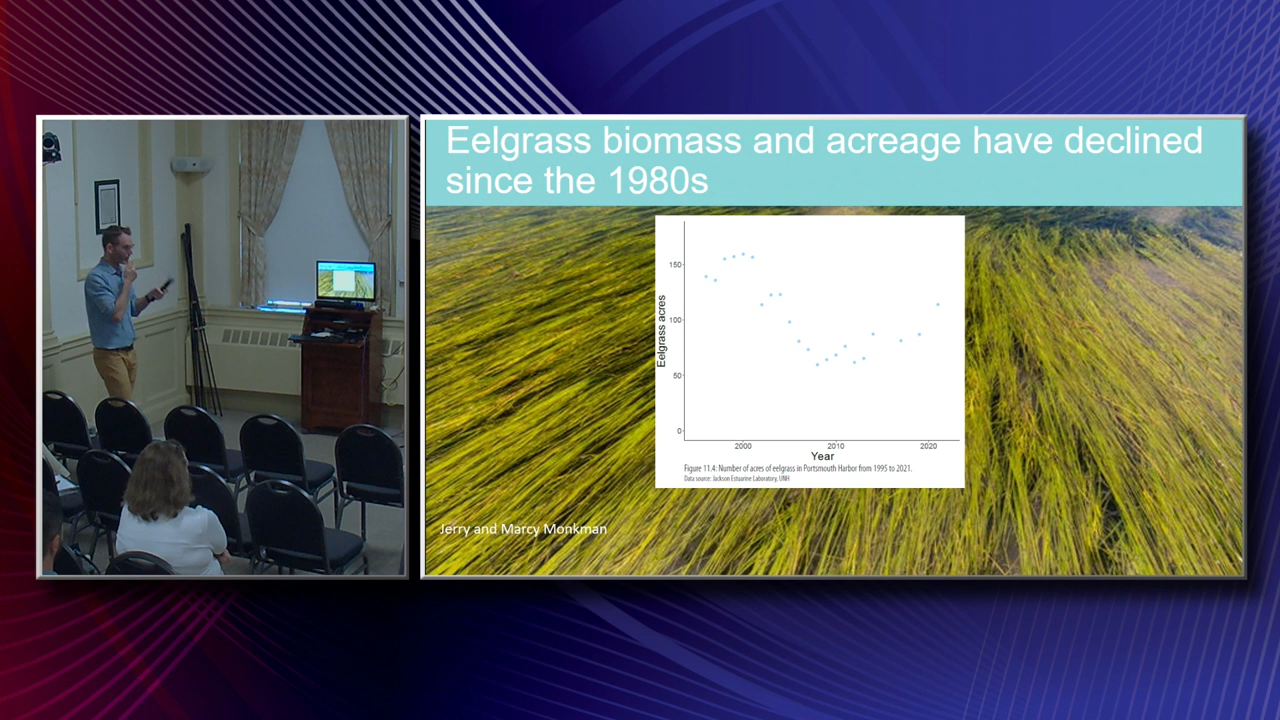 Eelgrass biomass and acreage have declined
since the 1980s
150
100
50
0
Eelgrass acres
2000
2010
2020
Year
Figure 11.4: Number of acres of eelgrass in Portsmouth Harbor from 1995 to 2021.
Data source: Jackson Estuarine Laboratory, UNH
Jerry and Marcy Monkman